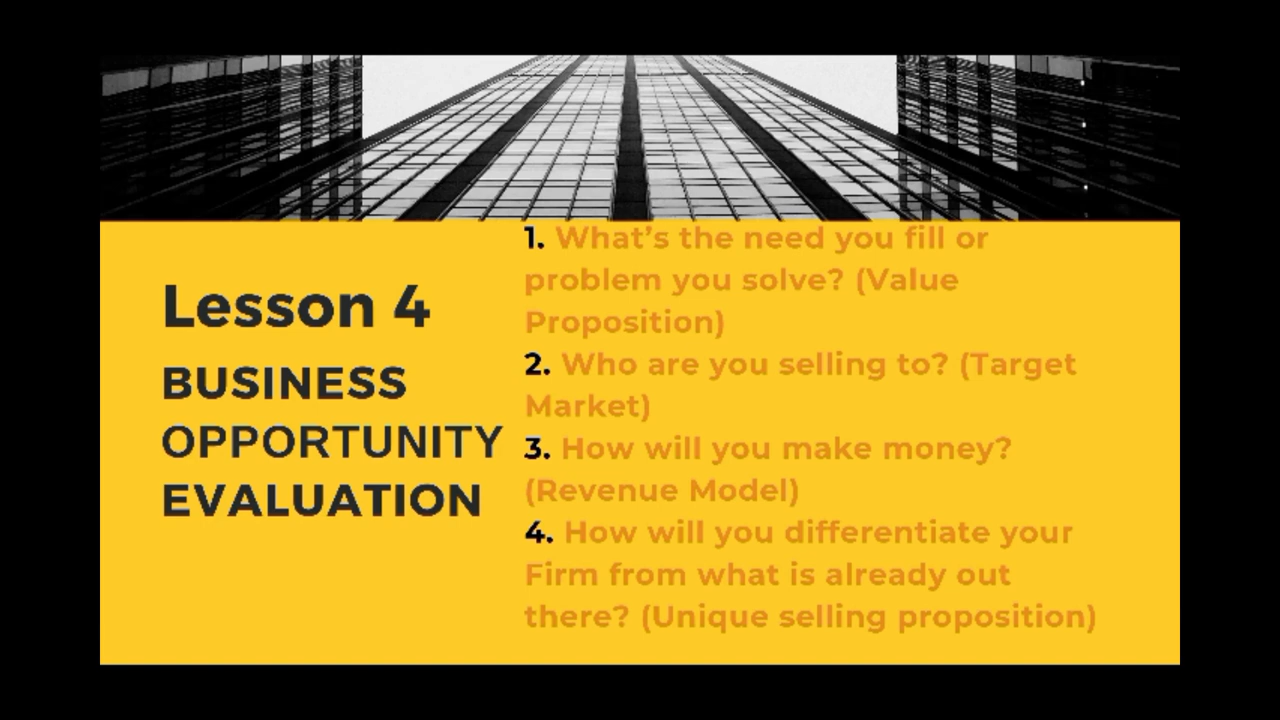 Lesson 4
BUSINESS
OPPORTUNITY
EVALUATION
1. What's the need you fill or
problem you solve? (Value
Proposition)
2. Who are you selling to? (Target
Market)
3. How will you make money?
(Revenue Model)
4. How will you differentiate your
Firm from what is already out
there? (Unique selling proposition)